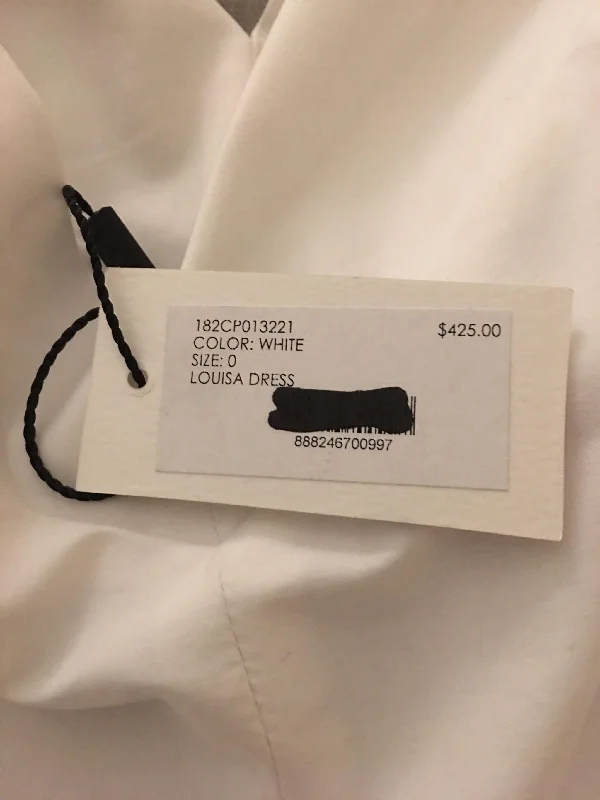 182CP013221
$425.00
COLOR: WHITE
SIZE: 0
LOUISA DRESS
888246700997